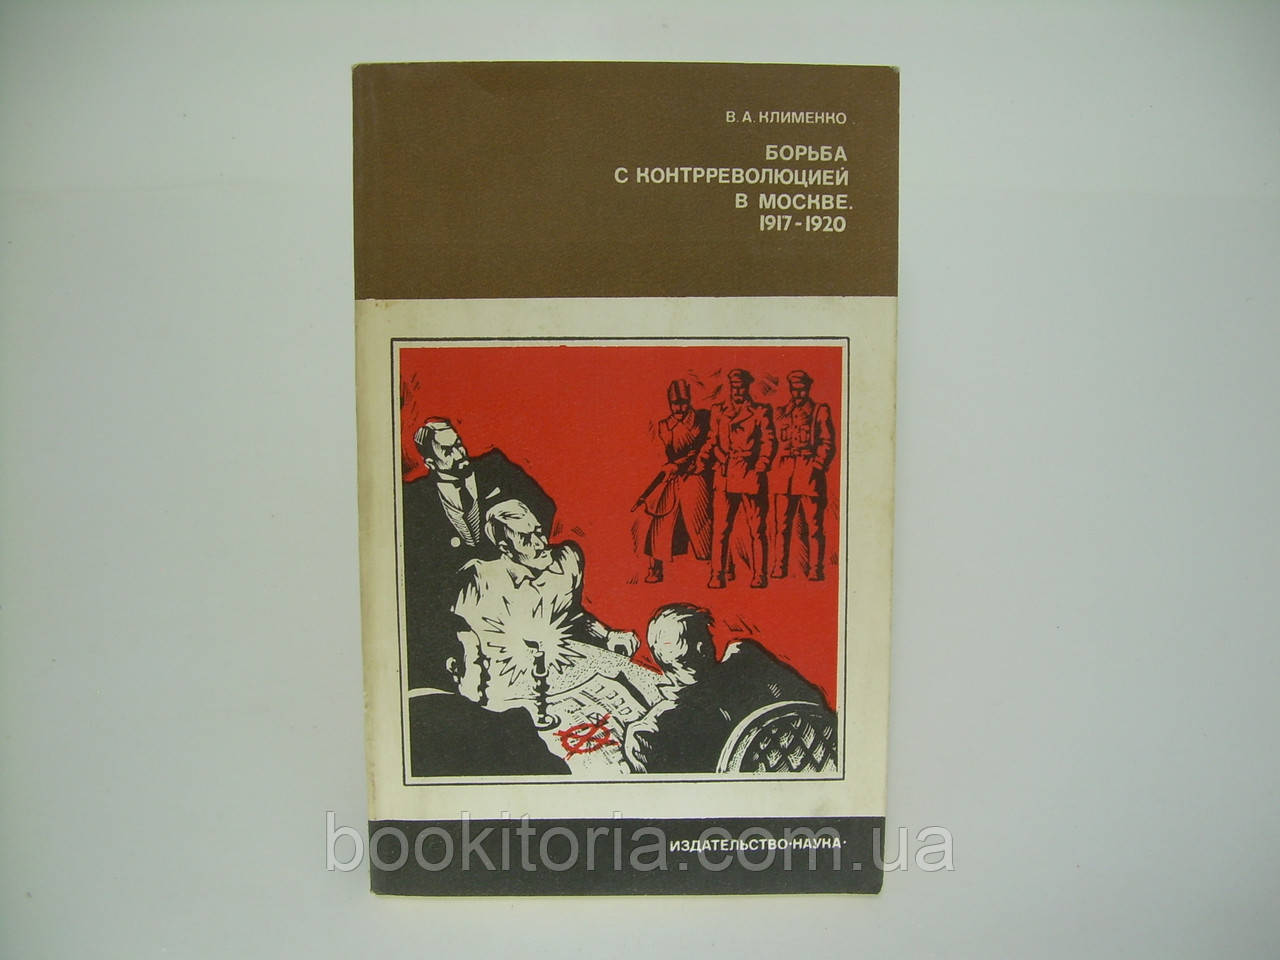 В. А. КЛИМЕНКО
БОРЬБА
С КОНТРРЕВОЛЮЦИЕЙ
В МОСКВЕ.
1917-1920
bookitoria.com.ua
ИЗДАТЕЛЬСТВО·НАУКА·